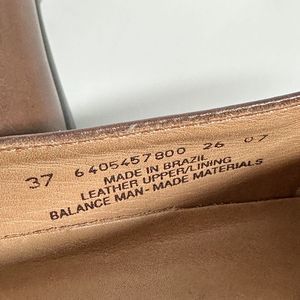 37 6405457800 26 07
MADE IN BRAZIL
LEATHER UPPER/LINING
BALANCE MAN-MADE MATERIALS